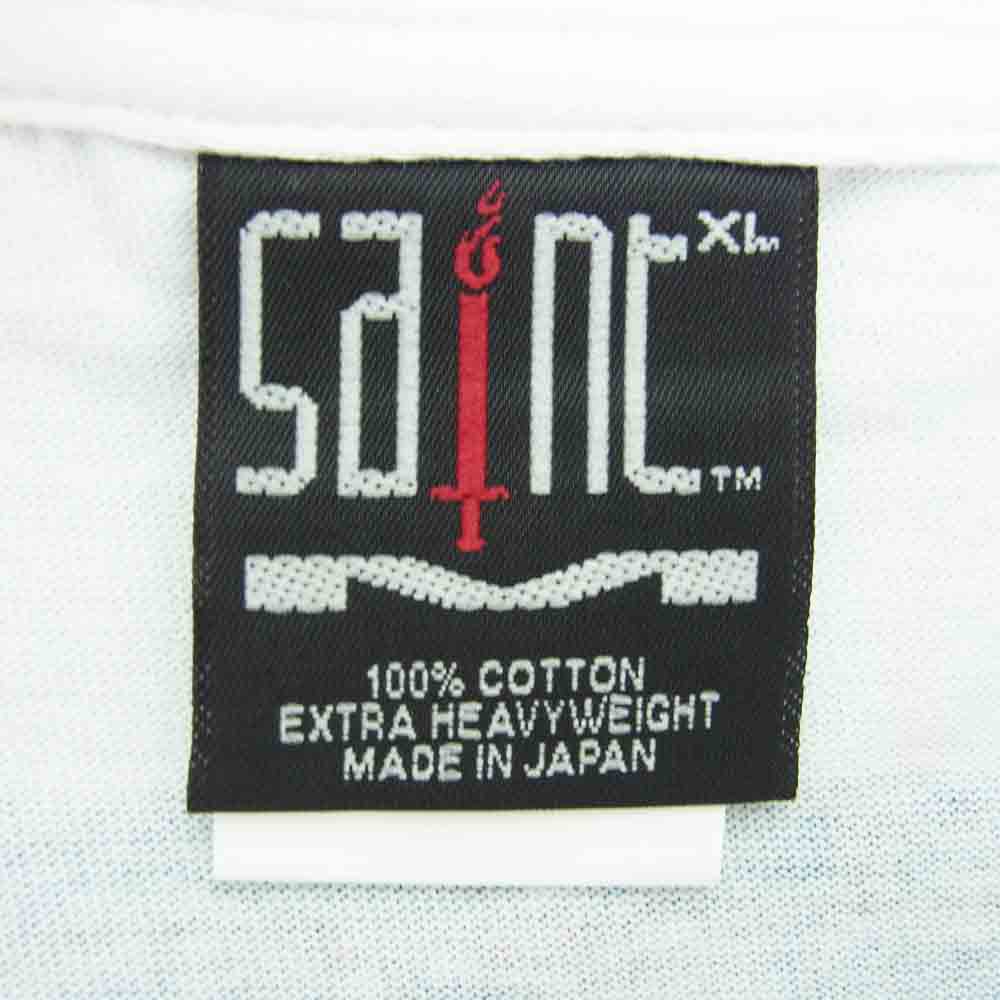 SaINt XL
TM
100% COTTON
EXTRA HEAVYWEIGHT
MADE IN JAPAN